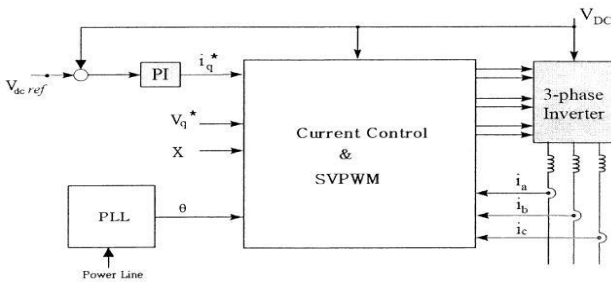 V_DC
V_dc ref
PI
i_q*
V_q*
X
Current Control
&
SVPWM
3-phase
Inverter
i_a
i_b
i_c
PLL
θ
Power Line